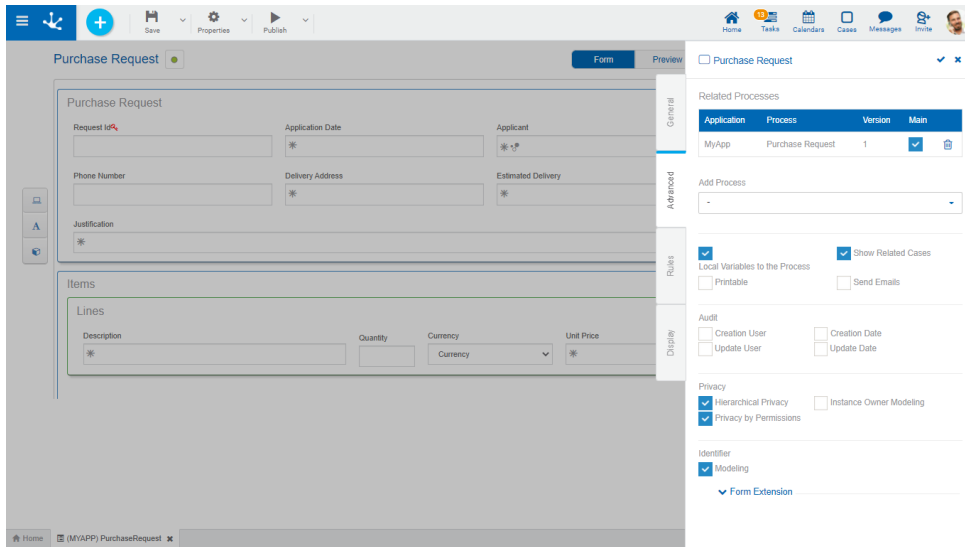 Save
Properties
Publish
Home
13
Tasks
Calendars
Cases
Messages
Invite
Purchase Request
Form
Preview
Purchase Request
Request Id
Application Date
Applicant
Phone Number
Delivery Address
Estimated Delivery
Justification
A
Items
Lines
Description
Quantity
Currency
Unit Price
Currency
General
Advanced
Rules
Display
Purchase Request
Related Processes
Application Process Version Main
MyApp Purchase Request 1
Add Process
-
Local Variables to the Process
Show Related Cases
Printable
Send Emails
Audit
Creation User
Creation Date
Update User
Update Date
Privacy
Hierarchical Privacy
Instance Owner Modeling
Privacy by Permissions
Identifier
Modeling
Form Extension
Home
(MYAPP) PurchaseRequest